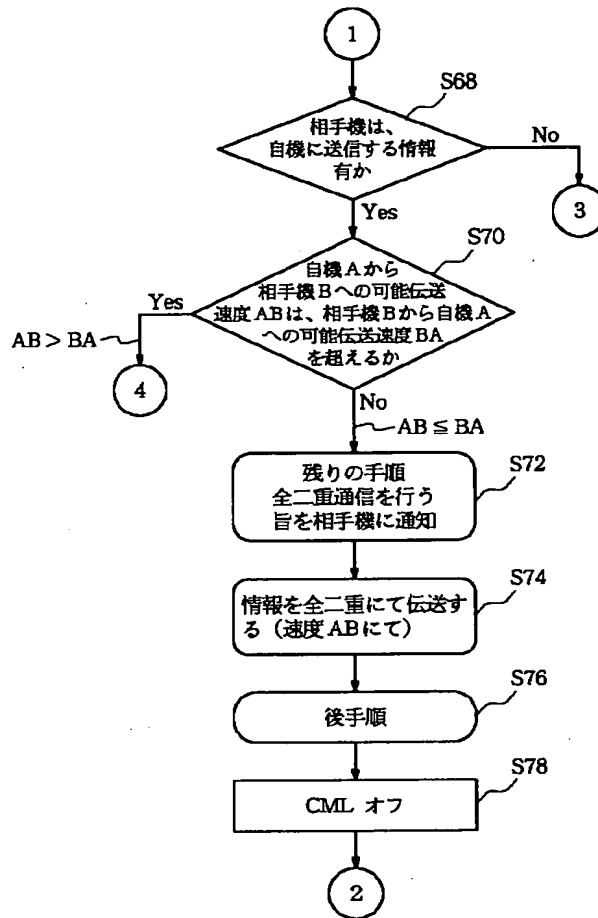 1
S68
相手機は、
自機に送信する情報
有か
No
3
Yes
S70
自機Aから
相手機Bへの可能伝送
速度ABは、相手機Bから自機A
への可能伝送速度BA
を超えるか
Yes
AB > BA
4
No
AB ≦ BA
S72
残りの手順
全二重通信を行う
旨を相手機に通知
S74
情報を全二重にて伝送す
る (速度ABにて)
S76
後手順
S78
CML オフ
2